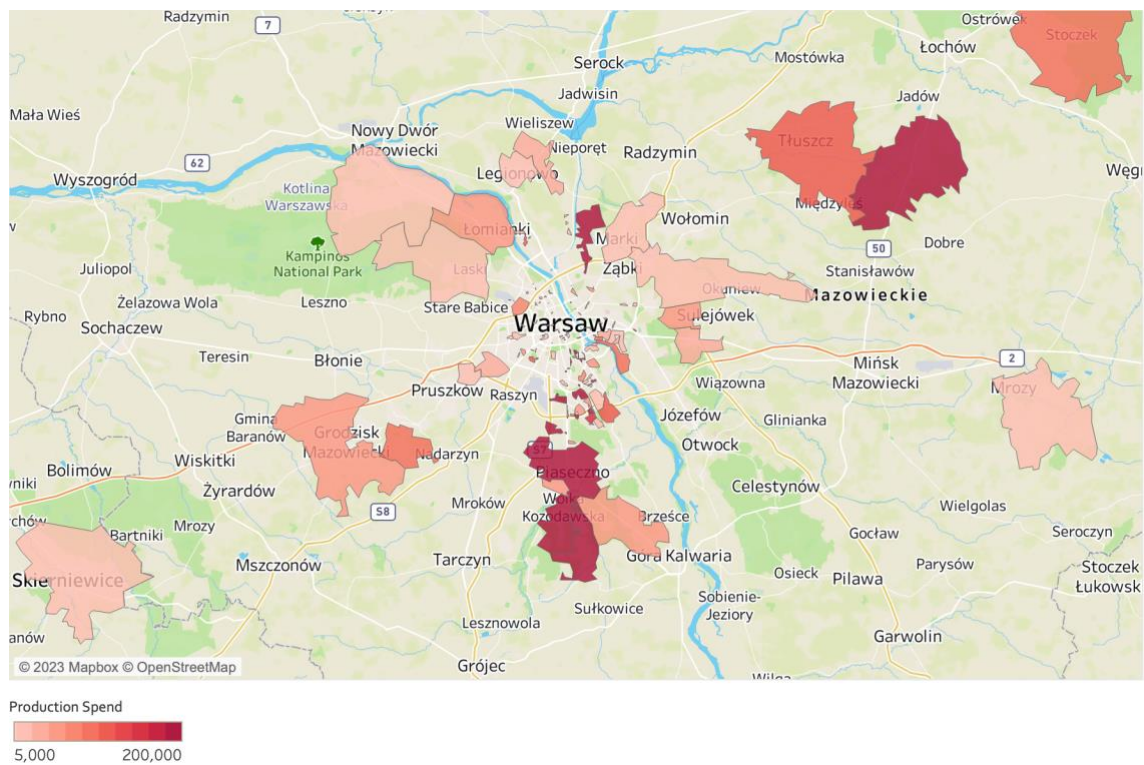 Radzymin
7
Ostrówek
Stoczek
Łochów
Mostówka
Serock
Jadwisin
Jadów
Mała Wieś
Wieliszew
Nowy Dwór
Mazowiecki
Nieporęt
Radzymin
Tłuszcz
62
Legionowo
Wyszogród
Kotlina
Warszawska
Międzyleś
Wołomin
Łomianki
Marki
50
Dobre
Kampinos
National Park
Juliopol
Laski
Ząbki
Stanisławów
Okuniew
Mazowieckie
Żelazowa Wola
Leszno
Stare Babice
Rybno
Sochaczew
Warsaw
Sulejówek
Teresin
Błonie
2
Mińsk
Mazowiecki
Pruszków
Raszyn
Wiązowna
Mrozy
Gmina
Baranów
Józefów
Glinianka
Grodzisk
Mazowiecki
Otwock
Nadarzyn
57
Bolimów
Wiskitki
Piaseczno
Żyrardów
Celestynów
Mroków
Wólka
Kozodawska
Brześce
Wielgolas
58
Mrozy
Gocław
Seroczyn
Bartniki
Mszczonów
Tarczyn
Góra Kalwaria
Parysów
Stoczek
Łukowsk
Skierniewice
Osieck
Pilawa
Sułkowice
Sobienie-
Jeziory
Lesznowola
Garwolin
Grójec
© 2023 Mapbox © OpenStreetMap
Production Spend
5,000 200,000